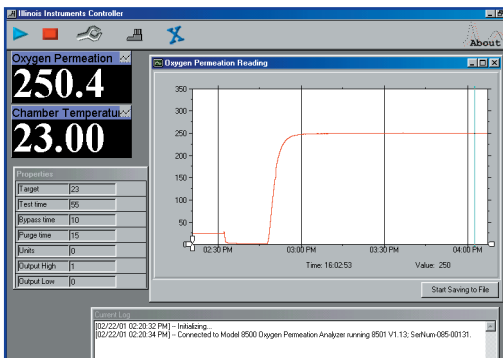 Illinois Instruments Controller
About
Oxygen Permeation
250.4
Chamber Temperatu
23.00
Properties
Target 23
Test time 55
Bypass time 10
Purge time 15
Units 0
Output High 1
Output Low 0
Oxygen Permeation Reading
350
300
250
200
150
100
50
0
02:30 PM 03:00 PM 03:30 PM 04:00 PM
Time: 16:02:53 Value: 250
Start Saving to File
Current Log
[02/22/01 02:20:32 PM] -- Initializing...
[02/22/01 02:20:34 PM] -- Connected to Model 8500 Oxygen Permeation Analyzer running 8501 V1.13; SerNum-085-00131.